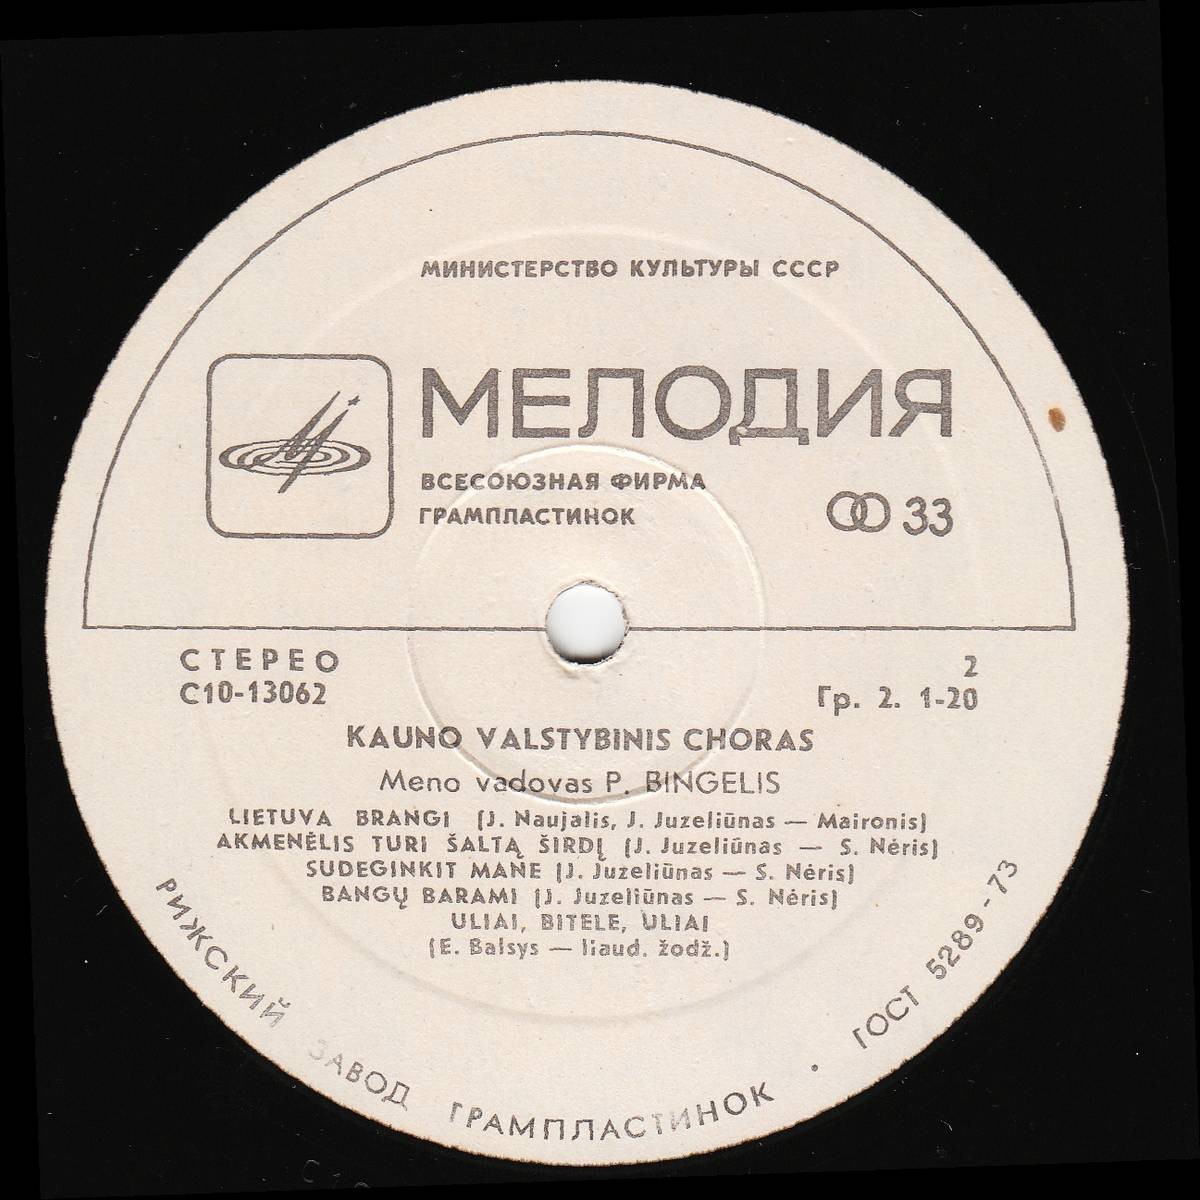 МИНИСТЕРСТВО КУЛЬТУРЫ СССР
МЕЛОДИЯ
ВСЕСОЮЗНАЯ ФИРМА
ГРАМПЛАСТИНОК
33
СТЕРЕО
2
С10-13062
Гр. 2. 1-20
KAUNO VALSTYBINIS CHORAS
Meno vadovas P. BINGELIS
LIETUVA BRANGI (J. Naujalis, J. Juzeliūnas — Maironis)
AKMENĖLIS TURI ŠALTĄ ŠIRDĮ (J. Juzeliūnas — S. Nėris)
SUDEGINKIT MANE (J. Juzeliūnas — S. Nėris)
BANGŲ BARAMI (J. Juzeliūnas — S. Nėris)
ULIAI, BITELE, ULIAI
(E. Balsys — liaud. žodž.)
РИЖСКИЙ ЗАВОД ГРАМПЛАСТИНОК · ГОСТ 5289-73